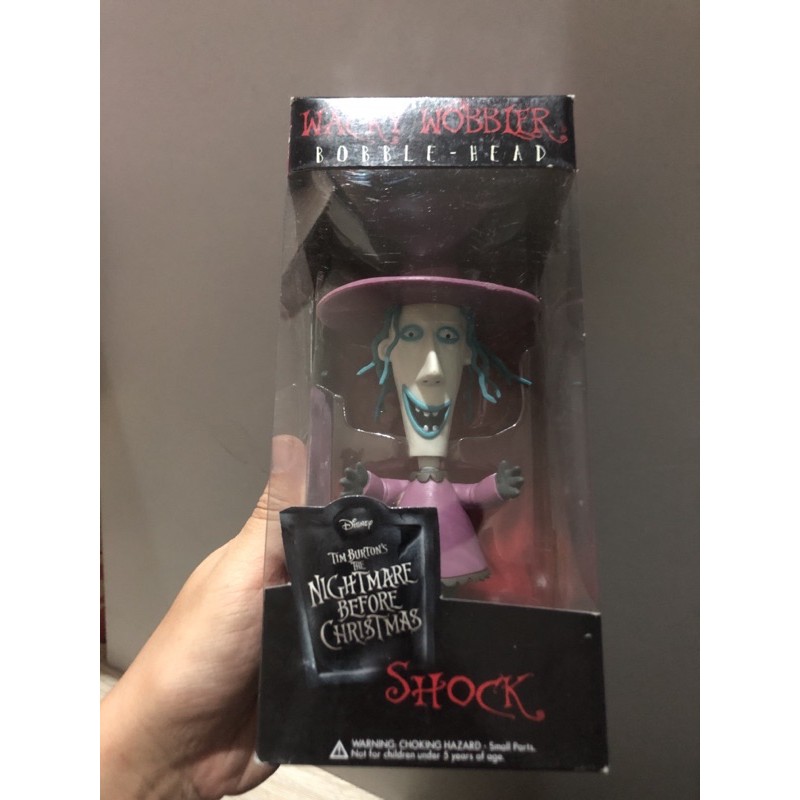 WACKY WOBBLER
BOBBLE-HEAD
Disney
TIM BURTON'S
THE
NIGHTMARE
BEFORE
CHRISTMAS
SHOCK
WARNING: CHOKING HAZARD - Small Parts.
Not for children under 3 years of age.